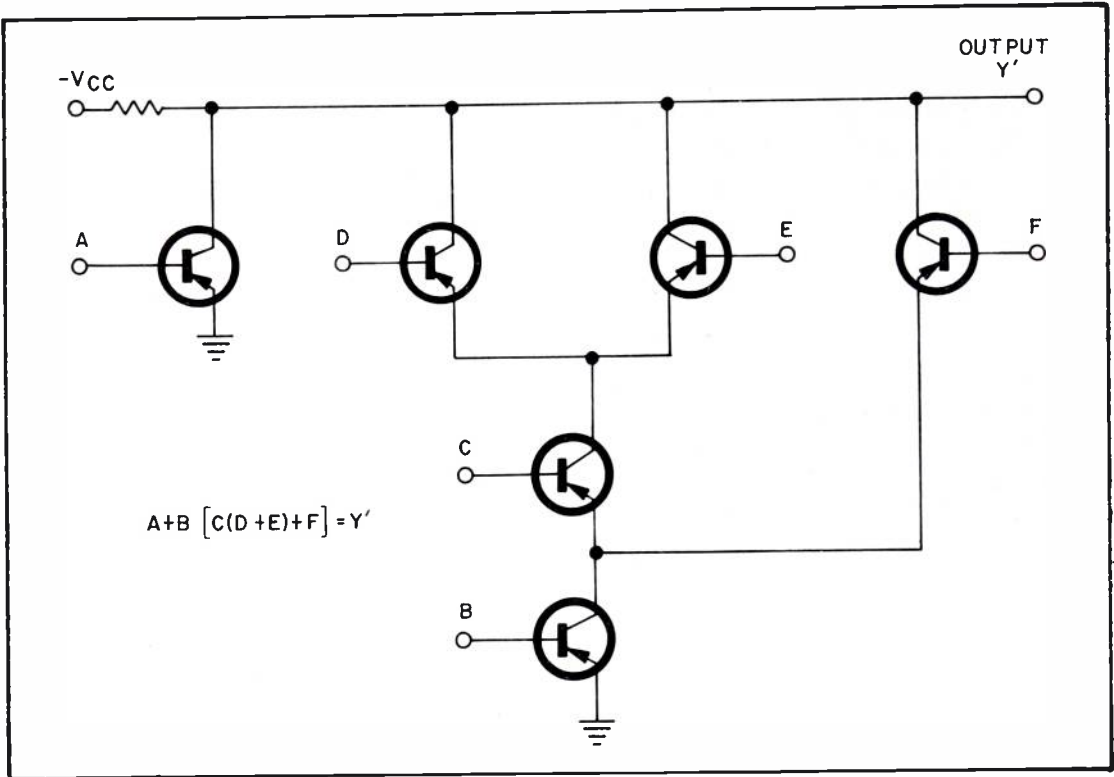 OUTPUT
Y'
-VCC
A
D
E
F
C
A+B [C(D+E)+F] = Y'
B